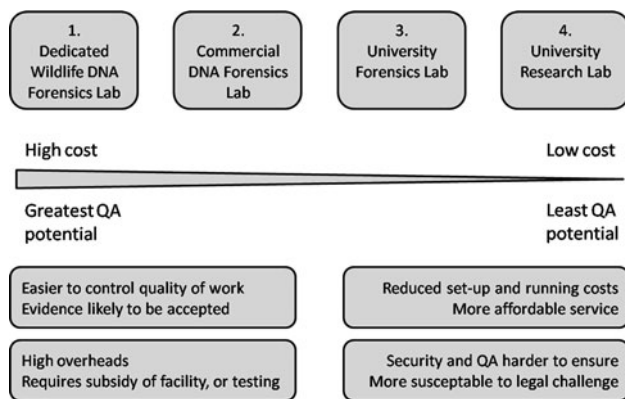 1.
Dedicated
Wildlife DNA
Forensics Lab
2.
Commercial
DNA Forensics
Lab
3.
University
Forensics Lab
4.
University
Research Lab
High cost
Low cost
Greatest QA
potential
Least QA
potential
Easier to control quality of work
Evidence likely to be accepted
Reduced set-up and running costs
More affordable service
High overheads
Requires subsidy of facility, or testing
Security and QA harder to ensure
More susceptable to legal challenge